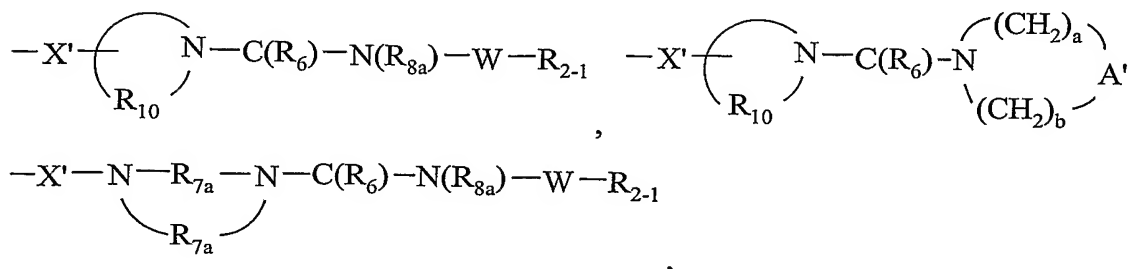 —X'— N—C(R₆)—N(R₈ₐ)—W—R₂₋₁ —X'— N—C(R₆)—N (CH₂)ₐ A'
R₁₀ , R₁₀ (CH₂)b
—X'—N—R₇ₐ—N—C(R₆)—N(R₈ₐ)—W—R₂₋₁
R₇ₐ ,